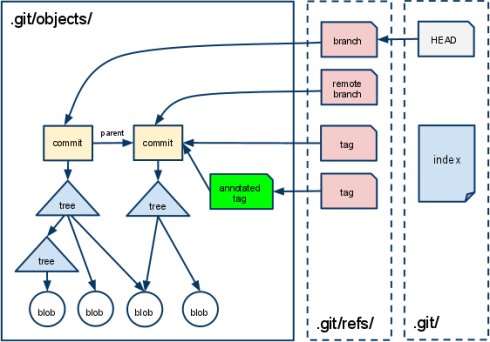 .git/objects/
branch
HEAD
remote
branch
commit
parent
commit
tag
annotated
tag
tag
index
tree
tree
tree
blob
blob
blob
blob
.git/refs/
.git/